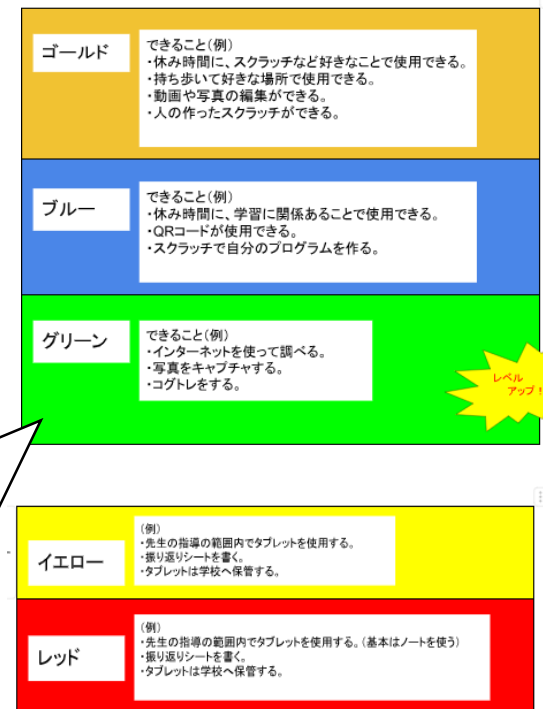 ゴールド
できること(例)
・休み時間に、スクラッチなど好きなことで使用できる。
・持ち歩いて好きな場所で使用できる。
・動画や写真の編集ができる。
・人の作ったスクラッチができる。
ブルー
できること(例)
・休み時間に、学習に関係あることで使用できる。
・QRコードが使用できる。
・スクラッチで自分のプログラムを作る。
グリーン
できること(例)
・インターネットを使って調べる。
・写真をキャプチャする。
・コグトレをする。
レベル
アップ!
イエロー
(例)
・先生の指導の範囲内でタブレットを使用する。
・振り返りシートを書く。
・タブレットは学校へ保管する。
レッド
(例)
・先生の指導の範囲内でタブレットを使用する。(基本はノートを使う)
・振り返りシートを書く。
・タブレットは学校へ保管する。